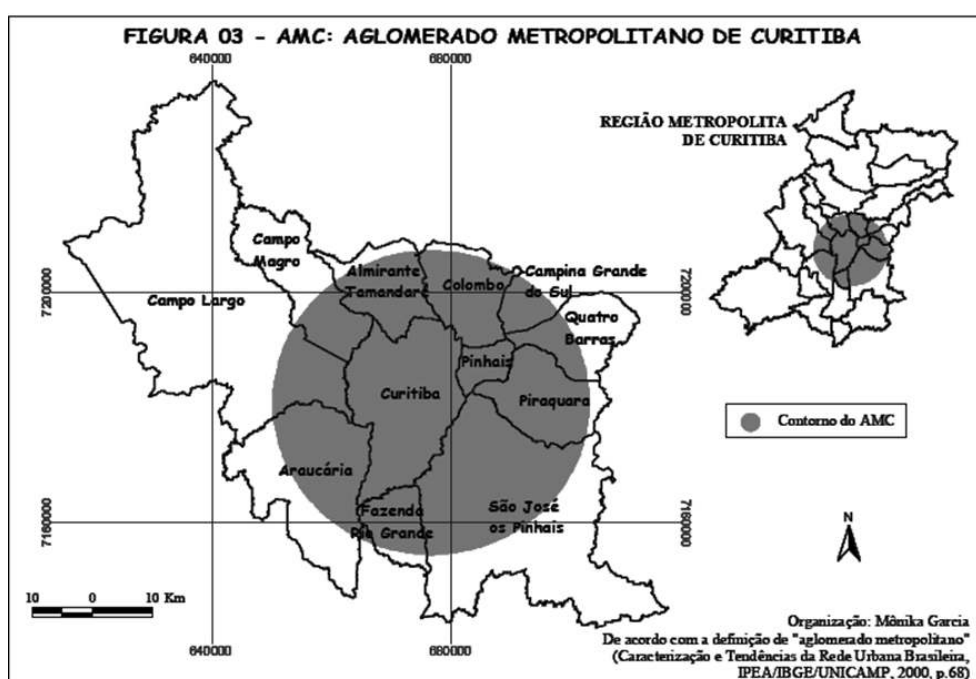 FIGURA 03 - AMC: AGLOMERADO METROPOLITANO DE CURITIBA
640000
680000
REGIÃO METROPOLITA
DE CURITIBA
Campo
Magro
Almirante
Tamandaré
Colombo
Campina Grande
do Sul
Campo Largo
7200000
7200000
Quatro
Barras
Pinhais
Curitiba
Piraquara
Contorno do AMC
Araucária
Fazenda
Rio Grande
São José
os Pinhais
7160000
7160000
N
10 0 10 Km
640000
680000
Organização: Mônika Garcia
De acordo com a definição de "aglomerado metropolitano"
(Caracterização e Tendências da Rede Urbana Brasileira,
IPEA/IBGE/UNICAMP, 2000, p.68)